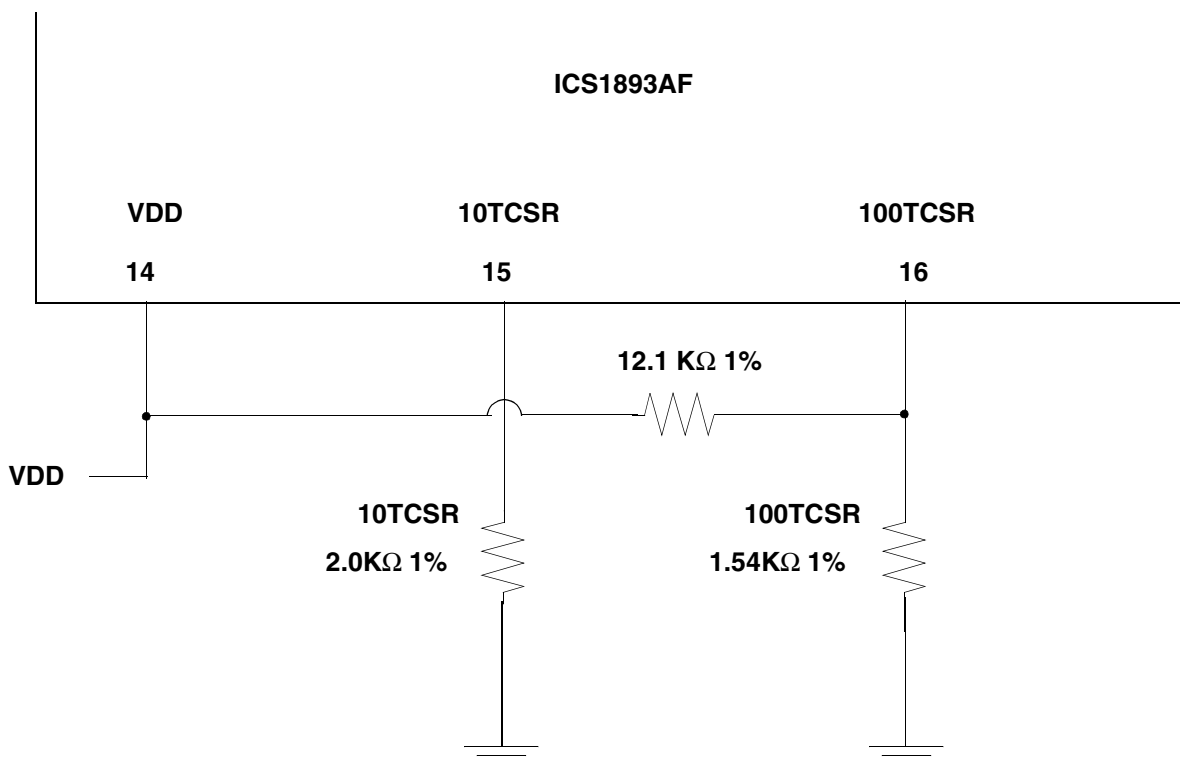 ICS1893AF
VDD 10TCSR 100TCSR
14 15 16
12.1 KΩ 1%
VDD
10TCSR 100TCSR
2.0KΩ 1% 1.54KΩ 1%